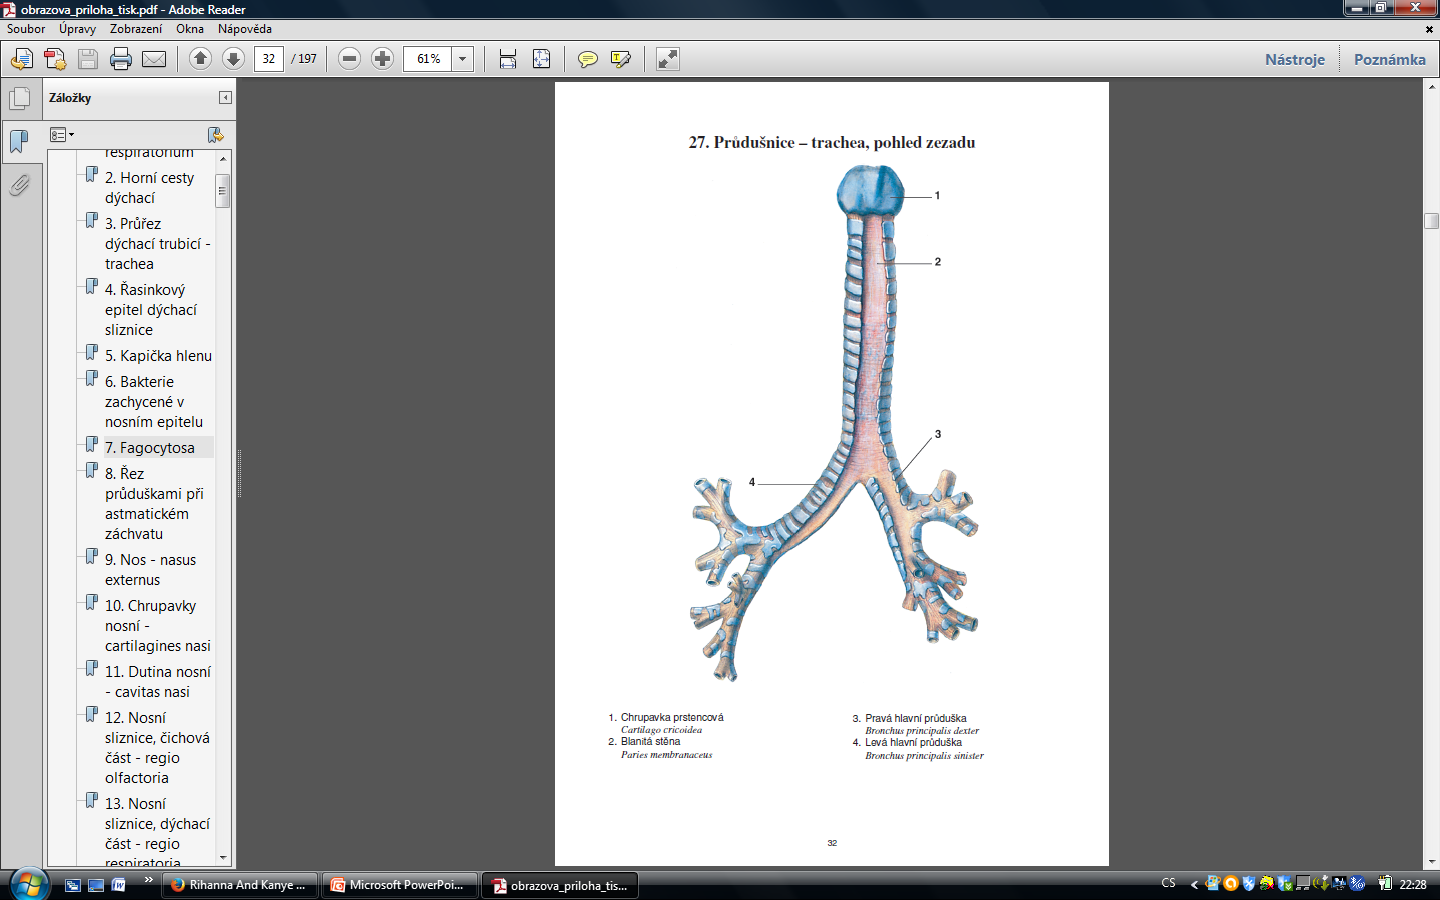 obrazova_priloha_tisk.pdf - Adobe Reader
Soubor Úpravy Zobrazení Okna Nápověda
32 / 197 61% Nástroje Poznámka
Záložky
respiratorium
2. Horní cesty
dýchací
3. Průřez
dýchací trubicí -
trachea
4. Řasinkový
epitel dýchací
sliznice
5. Kapička hlenu
6. Bakterie
zachycené v
nosním epitelu
7. Fagocytosa
8. Řez
průduškami při
astmatickém
záchvatu
9. Nos - nasus
externus
10. Chrupavky
nosní -
cartilagines nasi
11. Dutina nosní
- cavitas nasi
12. Nosní
sliznice, čichová
část - regio
olfactoria
13. Nosní
sliznice, dýchací
část - regio
respiratoria
27. Průdušnice – trachea, pohled zezadu
1
2
3
4
1. Chrupavka prstencová
Cartilago cricoidea
2. Blanitá stěna
Paries membranaceus
3. Pravá hlavní průduška
Bronchus principalis dexter
4. Levá hlavní průduška
Bronchus principalis sinister
32
Rihanna And Kanye ... Microsoft PowerPoi... obrazova_priloha_tis... CS 22:28